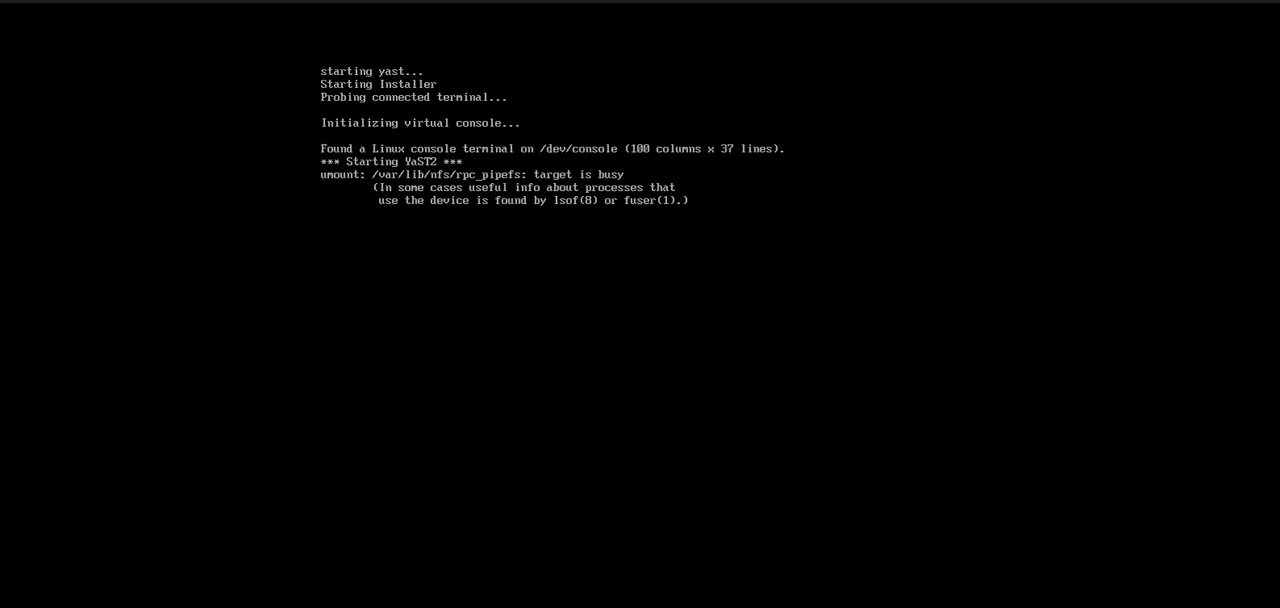 starting yast...
Starting Installer
Probing connected terminal...
Initializing virtual console...
Found a Linux console terminal on /dev/console (100 columns x 37 lines).
*** Starting YaST2 ***
umount: /var/lib/nfs/rpc_pipefs: target is busy
(In some cases useful info about processes that
use the device is found by lsof(8) or fuser(1).)